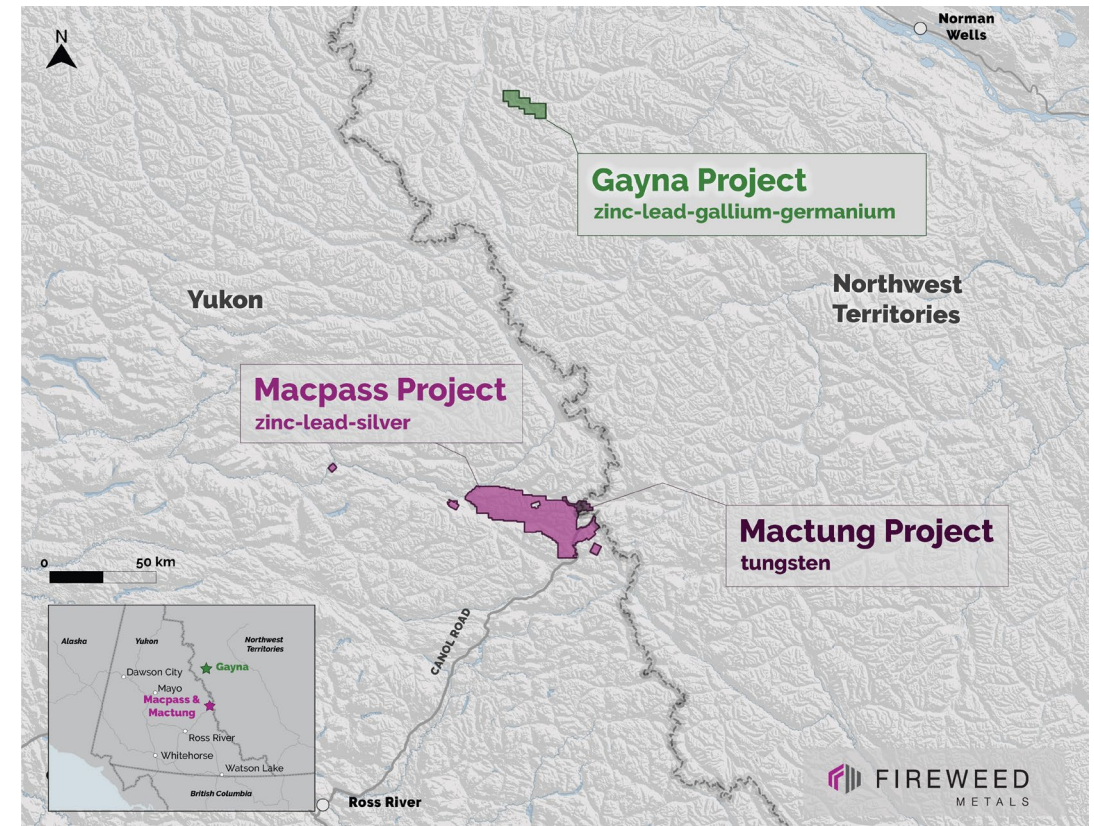 N
Norman
Wells
Gayna Project
zinc-lead-gallium-germanium
Yukon
Northwest
Territories
Macpass Project
zinc-lead-silver
Mactung Project
tungsten
0 50 km
CANOL ROAD
Alaska
Yukon
Northwest
Territories
Gayna
Dawson City
Mayo
Macpass &
Mactung
Ross River
Whitehorse
Watson Lake
British Columbia
Ross River
FIREWEED
METALS